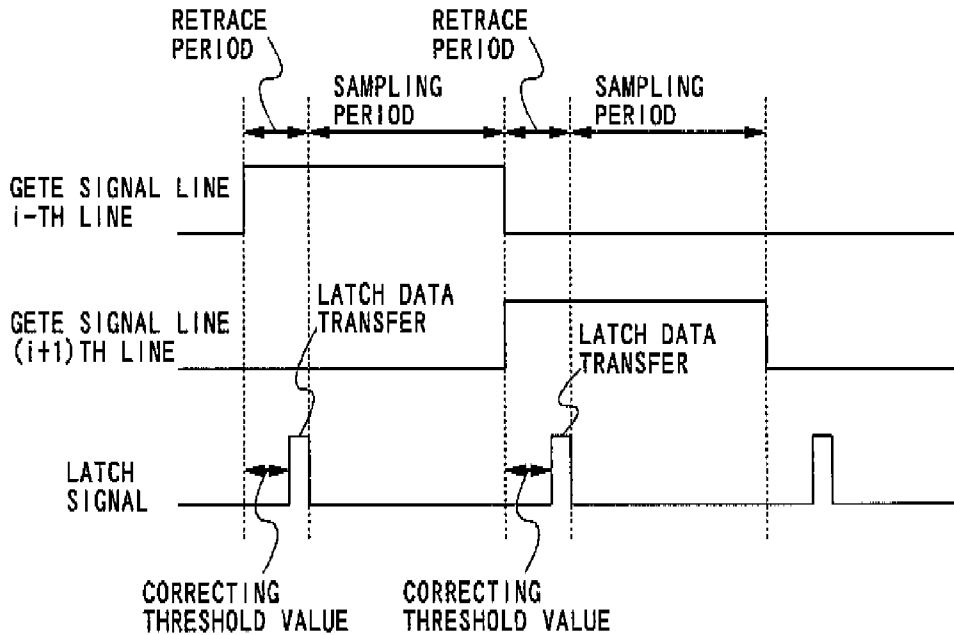 RETRACE
PERIOD
SAMPLING
PERIOD
RETRACE
PERIOD
SAMPLING
PERIOD
GETE SIGNAL LINE
i-TH LINE
LATCH DATA
TRANSFER
GETE SIGNAL LINE
(i+1)TH LINE
LATCH DATA
TRANSFER
LATCH
SIGNAL
CORRECTING
THRESHOLD VALUE
CORRECTING
THRESHOLD VALUE